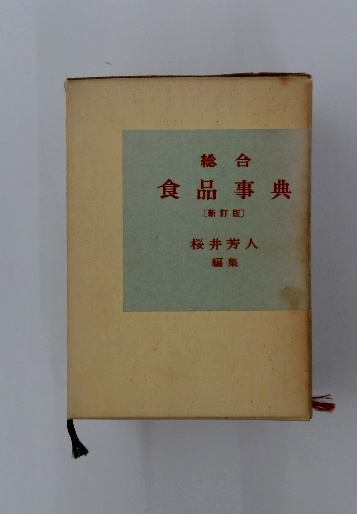 総合
食品事典
〔新訂版〕
桜井芳人
編集